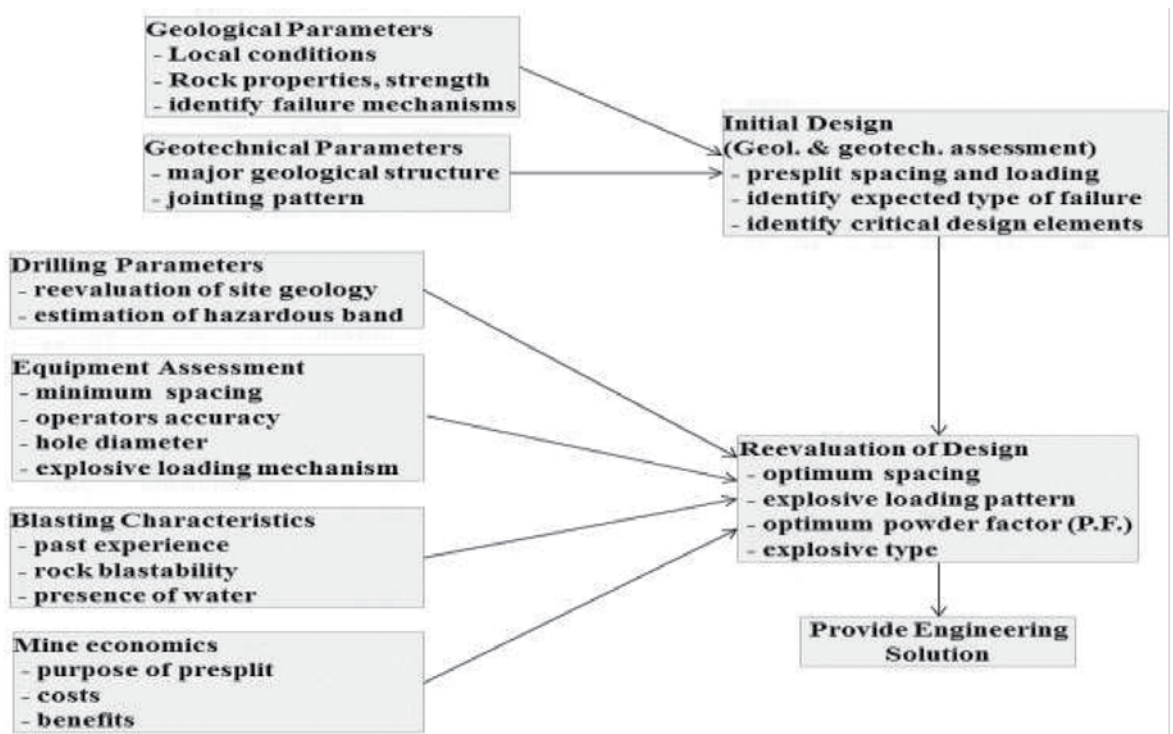 Geological Parameters
- Local conditions
- Rock properties, strength
- identify failure mechanisms
Geotechnical Parameters
- major geological structure
- jointing pattern
Initial Design
(Geol. & geotech. assessment)
- presplit spacing and loading
- identify expected type of failure
- identify critical design elements
Drilling Parameters
- reevaluation of site geology
- estimation of hazardous band
Equipment Assessment
- minimum spacing
- operators accuracy
- hole diameter
- explosive loading mechanism
Blasting Characteristics
- past experience
- rock blastability
- presence of water
Mine economics
- purpose of presplit
- costs
- benefits
Reevaluation of Design
- optimum spacing
- explosive loading pattern
- optimum powder factor (P.F.)
- explosive type
Provide Engineering
Solution